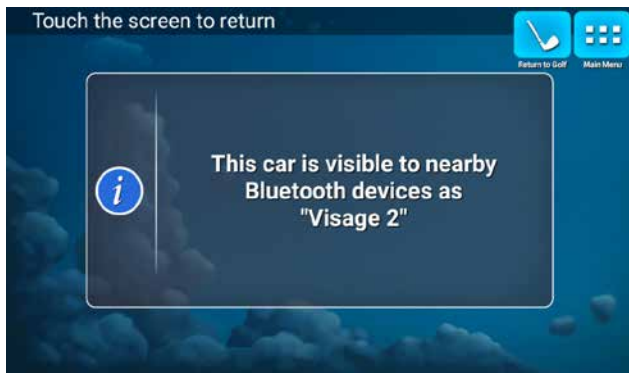 Touch the screen to return
Return to Golf
Main Menu
i
This car is visible to nearby
Bluetooth devices as
"Visage 2"